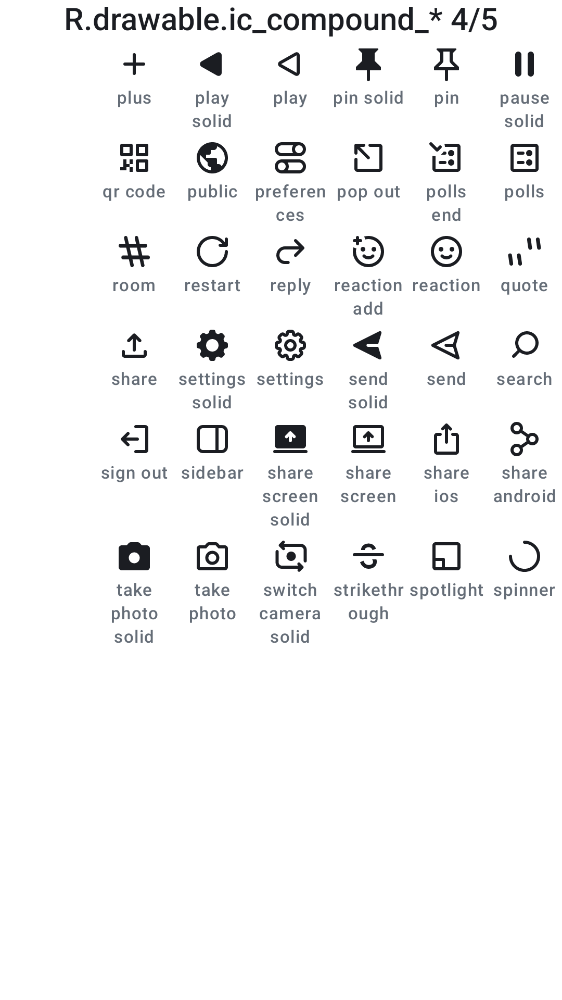 R.drawable.ic_compound_* 4/5
plus
play
solid
play
pin solid
pin
pause
solid
qr code
public
preferen
ces
pop out
polls
end
polls
room
restart
reply
reaction
add
reaction
quote
share
settings
solid
settings
send
solid
send
search
sign out
sidebar
share
screen
solid
share
screen
share
ios
share
android
take
photo
solid
take
photo
switch
camera
solid
strikethr
ough
spotlight
spinner